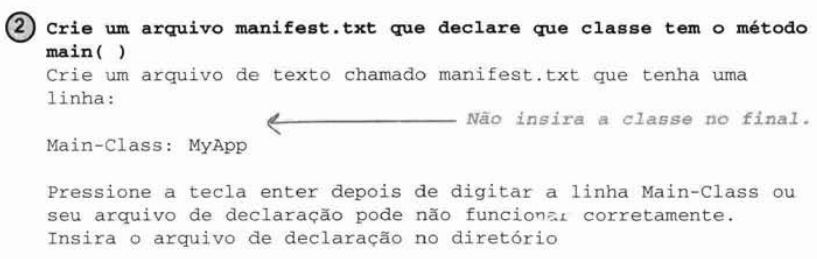 2 Crie um arquivo manifest.txt que declare que classe tem o método
main( )
Crie um arquivo de texto chamado manifest.txt que tenha uma
linha:
Não insira a classe no final.
Main-Class: MyApp
Pressione a tecla enter depois de digitar a linha Main-Class ou
seu arquivo de declaração pode não funcionar corretamente.
Insira o arquivo de declaração no diretório